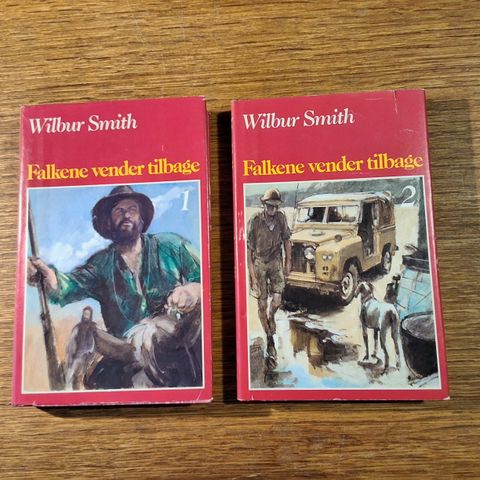 Wilbur Smith
Falkene vender tilbage
1
Wilbur Smith
Falkene vender tilbage
2